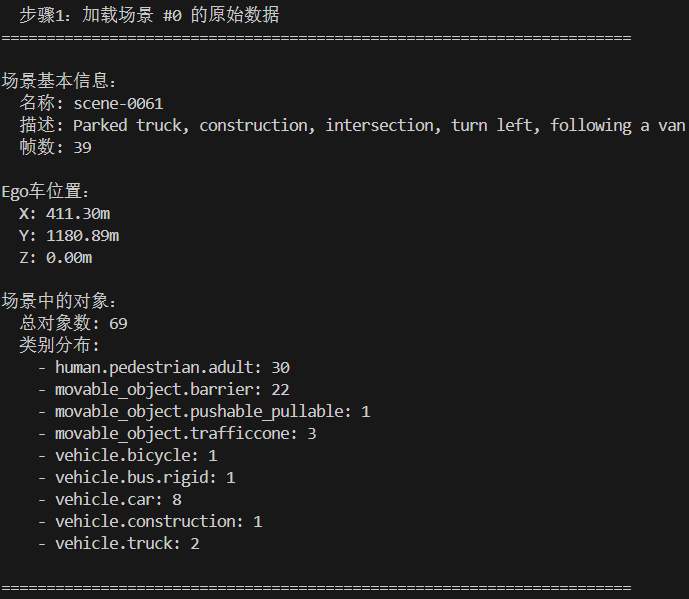 步骤1: 加载场景 #0 的原始数据
======================================================================
场景基本信息:
名称: scene-0061
描述: Parked truck, construction, intersection, turn left, following a van
帧数: 39
Ego车位置:
X: 411.30m
Y: 1180.89m
Z: 0.00m
场景中的对象:
总对象数: 69
类别分布:
- human.pedestrian.adult: 30
- movable_object.barrier: 22
- movable_object.pushable_pullable: 1
- movable_object.trafficcone: 3
- vehicle.bicycle: 1
- vehicle.bus.rigid: 1
- vehicle.car: 8
- vehicle.construction: 1
- vehicle.truck: 2
======================================================================